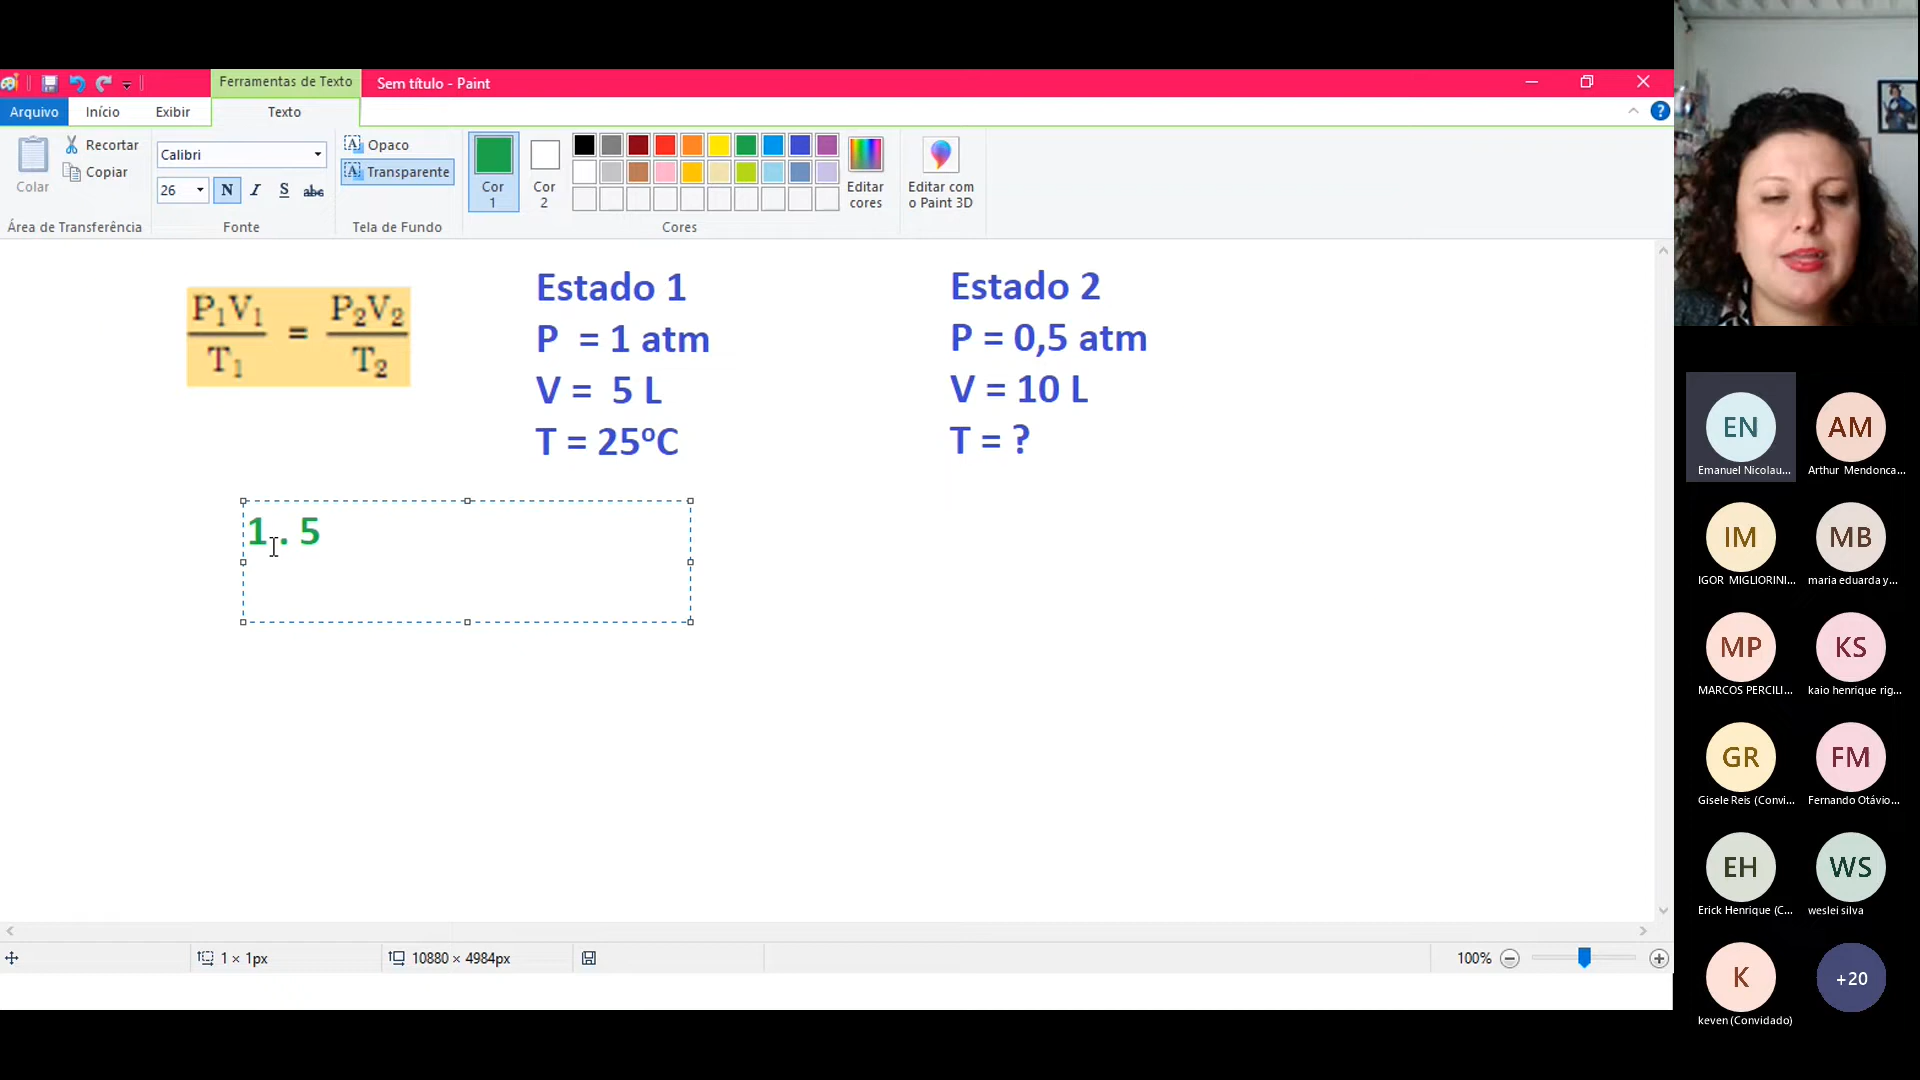 Ferramentas de Texto
Sem título - Paint
Arquivo
Início
Exibir
Texto
Colar
Recortar
Copiar
Área de Transferência
Calibri
26
N
I
S
abc
Fonte
Opaco
Transparente
Tela de Fundo
Cor 1
Cor 2
Editar cores
Cores
Editar com o Paint 3D
P₁V₁ = P₂V₂
T₁ T₂
Estado 1
P = 1 atm
V = 5 L
T = 25ºC
Estado 2
P = 0,5 atm
V = 10 L
T = ?
1 . 5
1 × 1px
10880 × 4984px
100%
EN
Emanuel Nicolau...
AM
Arthur Mendonca...
IM
IGOR MIGLIORINI...
MB
maria eduarda y...
MP
MARCOS PERCILI...
KS
kaio henrique rig...
GR
Gisele Reis (Convi...
FM
Fernando Otávio...
EH
Erick Henrique (C...
WS
weslei silva
K
keven (Convidado)
+20